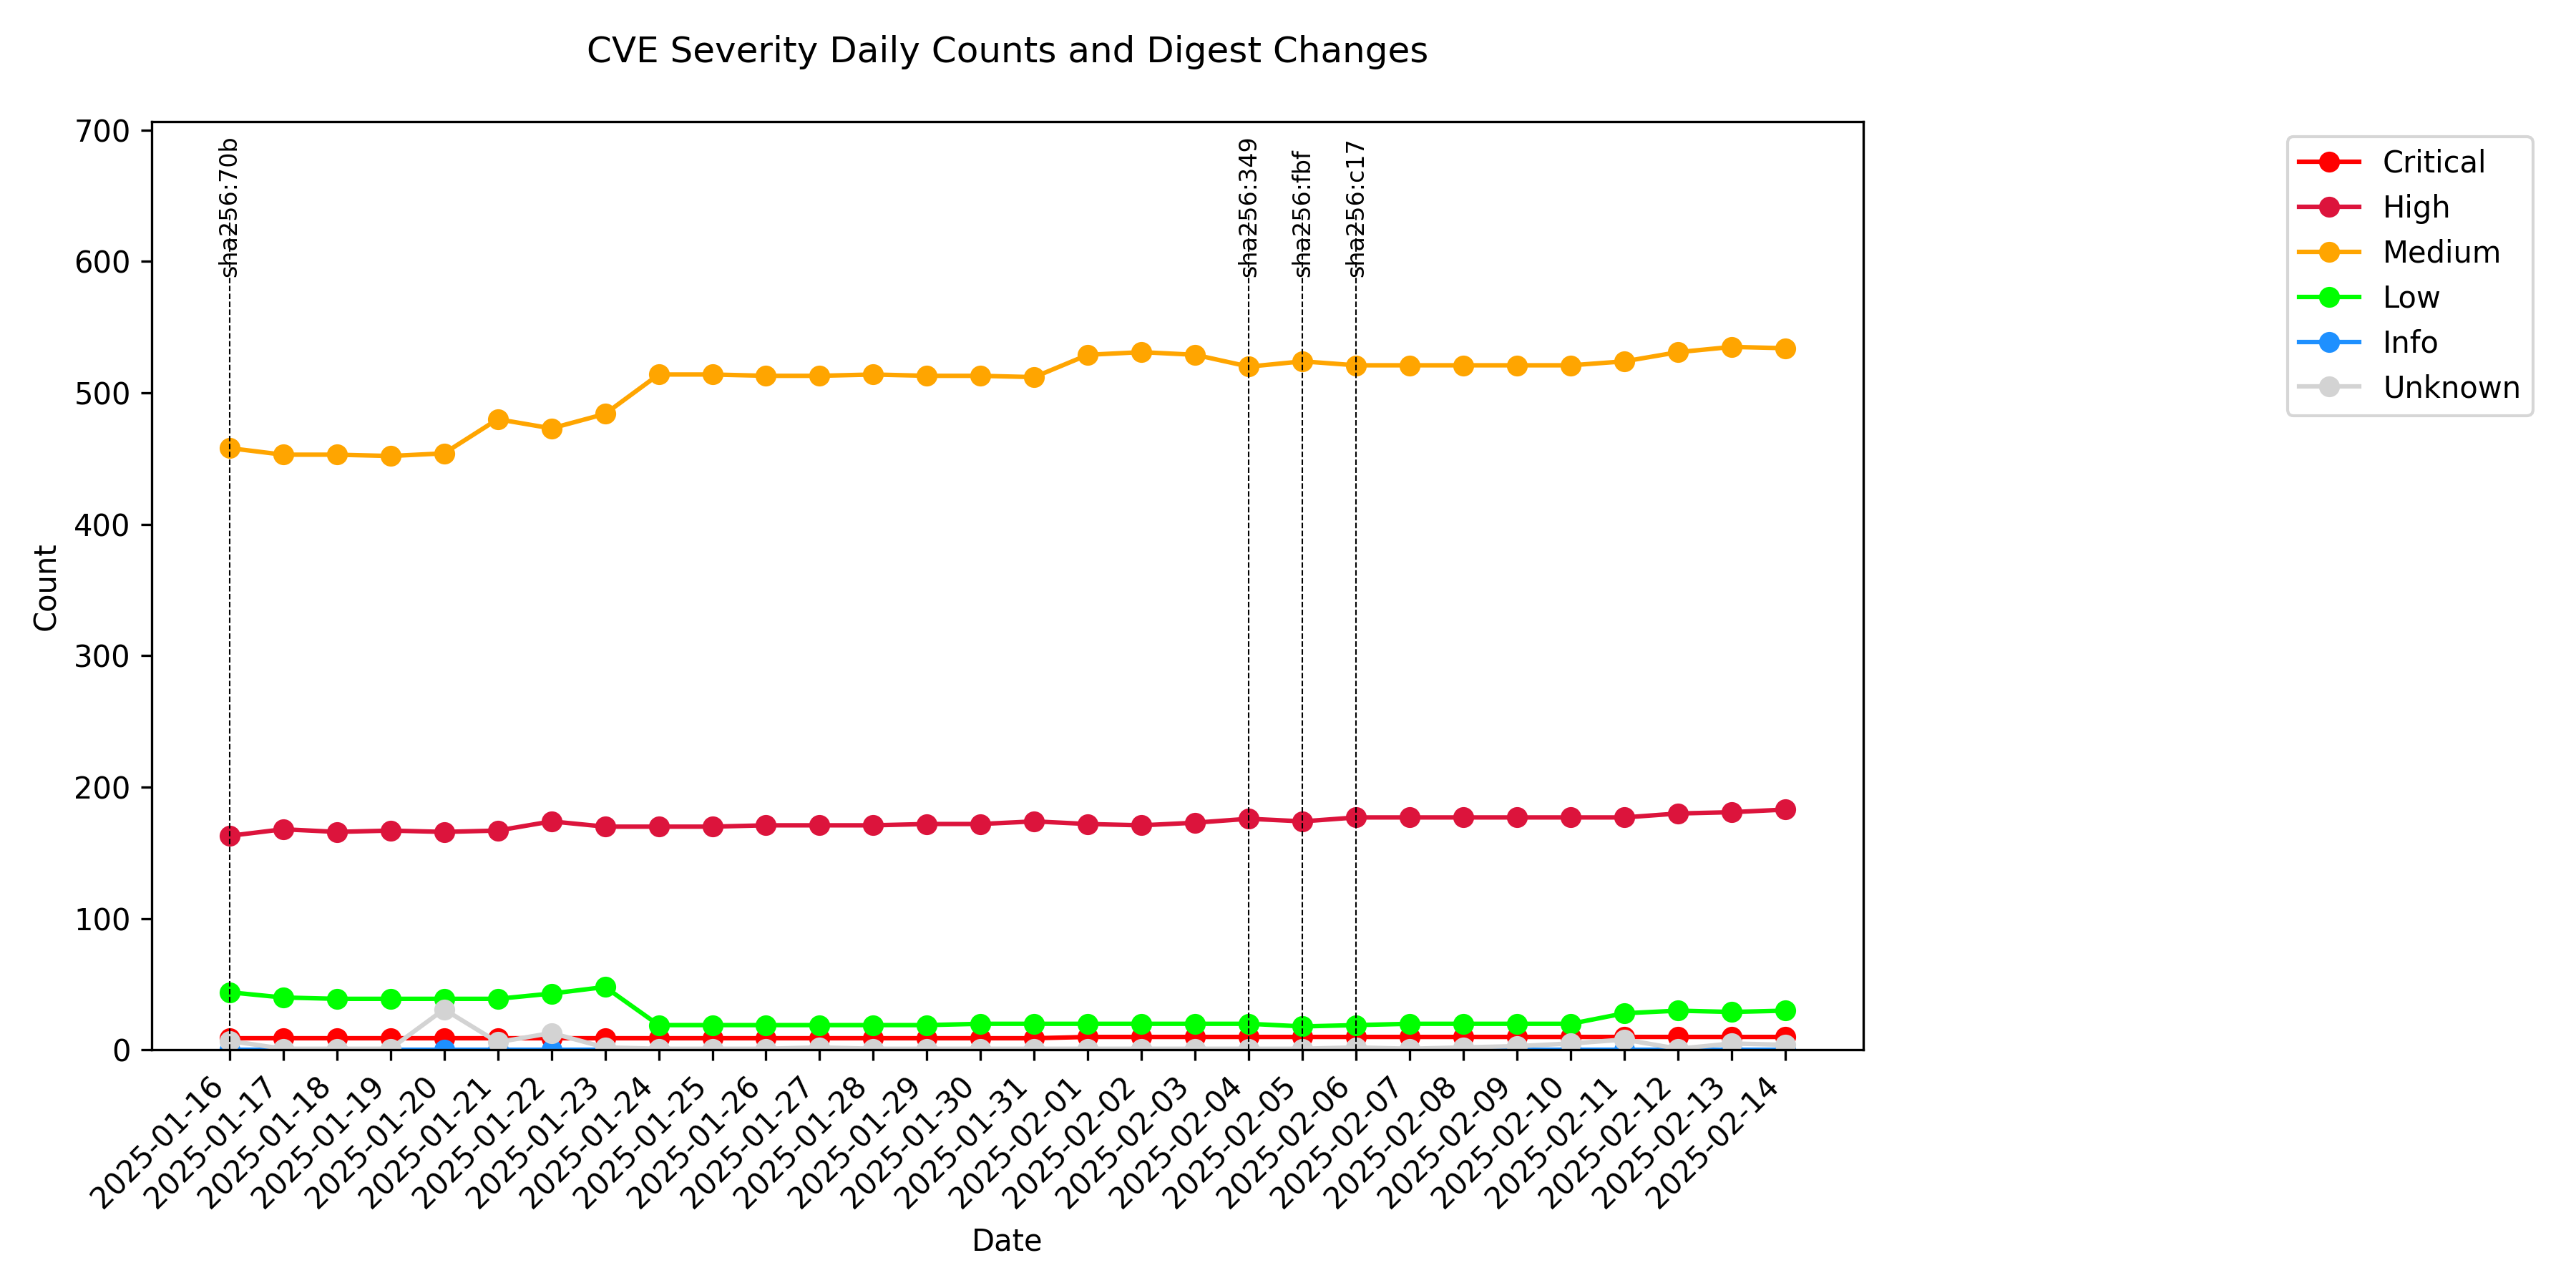 CVE Severity Daily Counts and Digest Changes
700
600
500
400
300
200
100
0
Count
sha256:70b
sha256:349
sha256:fbf
sha256:c17
Critical
High
Medium
Low
Info
Unknown
2025-01-16
2025-01-17
2025-01-18
2025-01-19
2025-01-20
2025-01-21
2025-01-22
2025-01-23
2025-01-24
2025-01-25
2025-01-26
2025-01-27
2025-01-28
2025-01-29
2025-01-30
2025-01-31
2025-02-01
2025-02-02
2025-02-03
2025-02-04
2025-02-05
2025-02-06
2025-02-07
2025-02-08
2025-02-09
2025-02-10
2025-02-11
2025-02-12
2025-02-13
2025-02-14
Date